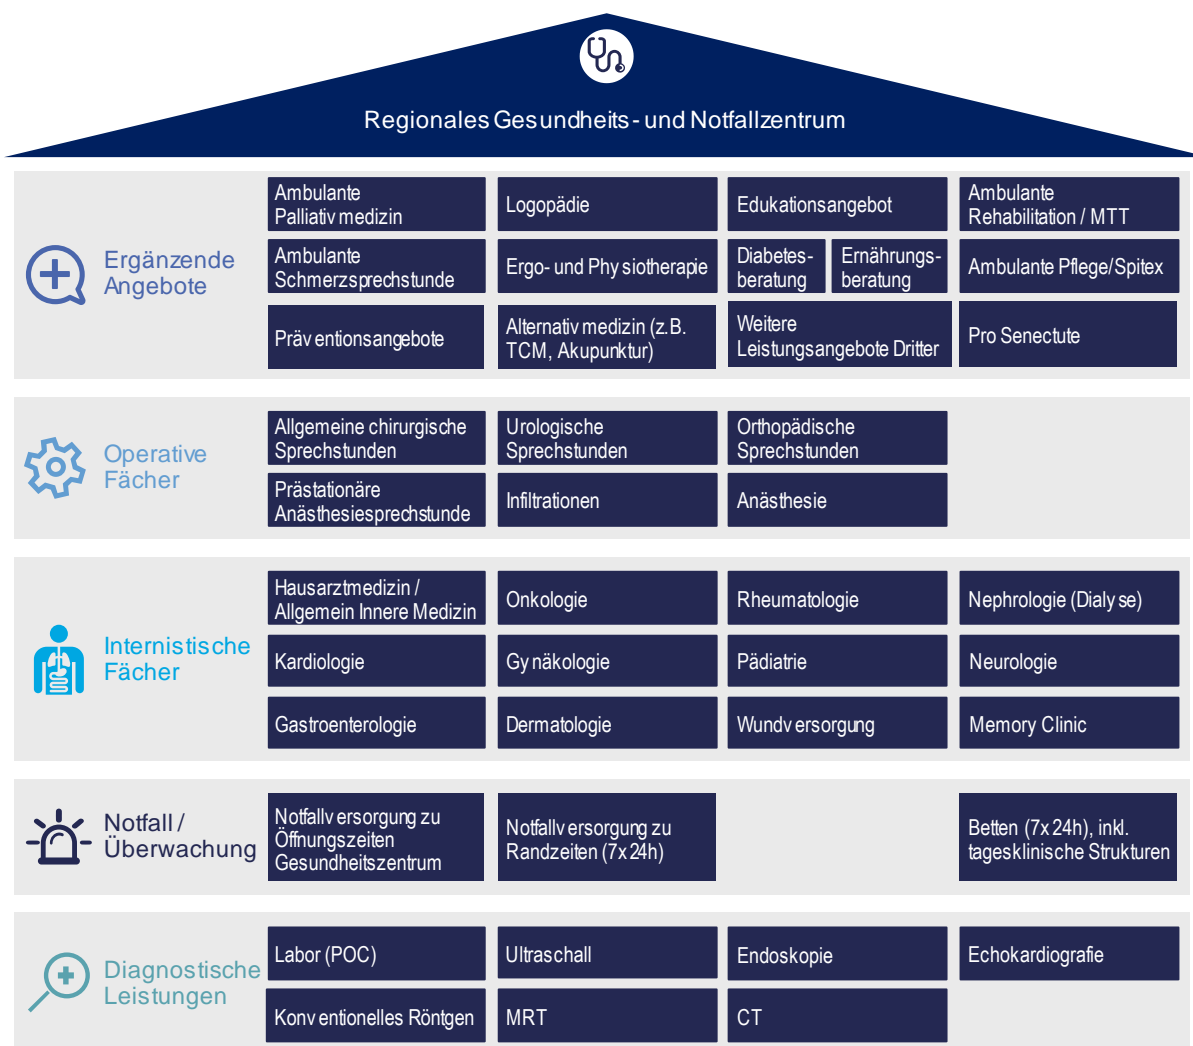 Regionales Gesundheits- und Notfallzentrum
Ergänzende
Angebote
Ambulante
Palliativmedizin
Logopädie
Edukationsangebot
Ambulante
Rehabilitation / MTT
Ambulante
Schmerzsprechstunde
Ergo- und Physiotherapie
Diabetes-
beratung
Ernährungs-
beratung
Ambulante Pflege/Spitex
Präventionsangebote
Alternativmedizin (z.B.
TCM, Akupunktur)
Weitere
Leistungsangebote Dritter
Pro Senectute
Operative
Fächer
Allgemeine chirurgische
Sprechstunden
Urologische
Sprechstunden
Orthopädische
Sprechstunden
Prästationäre
Anästhesiesprechstunde
Infiltrationen
Anästhesie
Internistische
Fächer
Hausarztmedizin /
Allgemein Innere Medizin
Onkologie
Rheumatologie
Nephrologie (Dialyse)
Kardiologie
Gynäkologie
Pädiatrie
Neurologie
Gastroenterologie
Dermatologie
Wundversorgung
Memory Clinic
Notfall /
Überwachung
Notfallversorgung zu
Öffnungszeiten
Gesundheitszentrum
Notfallversorgung zu
Randzeiten (7x24h)
Betten (7x24h), inkl.
tagesklinische Strukturen
Diagnostische
Leistungen
Labor (POC)
Ultraschall
Endoskopie
Echokardiografie
Konventionelles Röntgen
MRT
CT